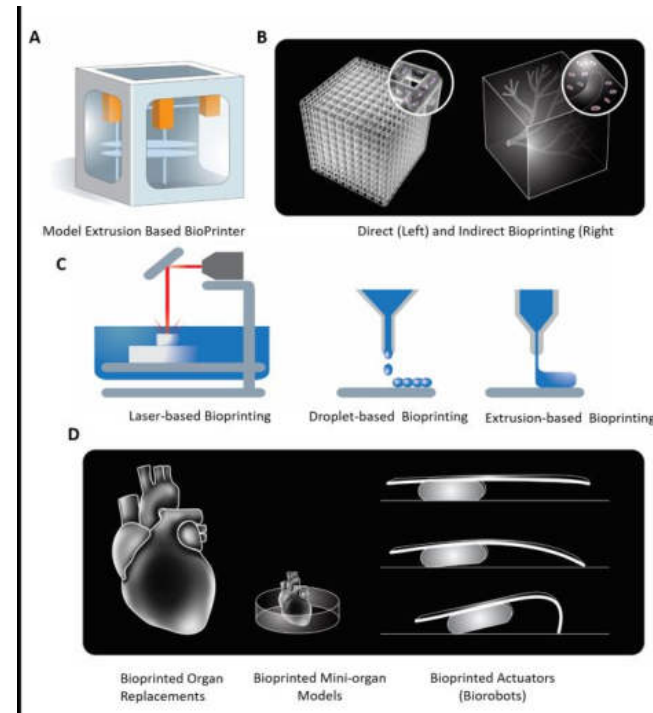 A
B
Model Extrusion Based BioPrinter
Direct (Left) and Indirect Bioprinting (Right
C
Laser-based Bioprinting
Droplet-based Bioprinting
Extrusion-based Bioprinting
D
Bioprinted Organ
Replacements
Bioprinted Mini-organ
Models
Bioprinted Actuators
(Biorobots)